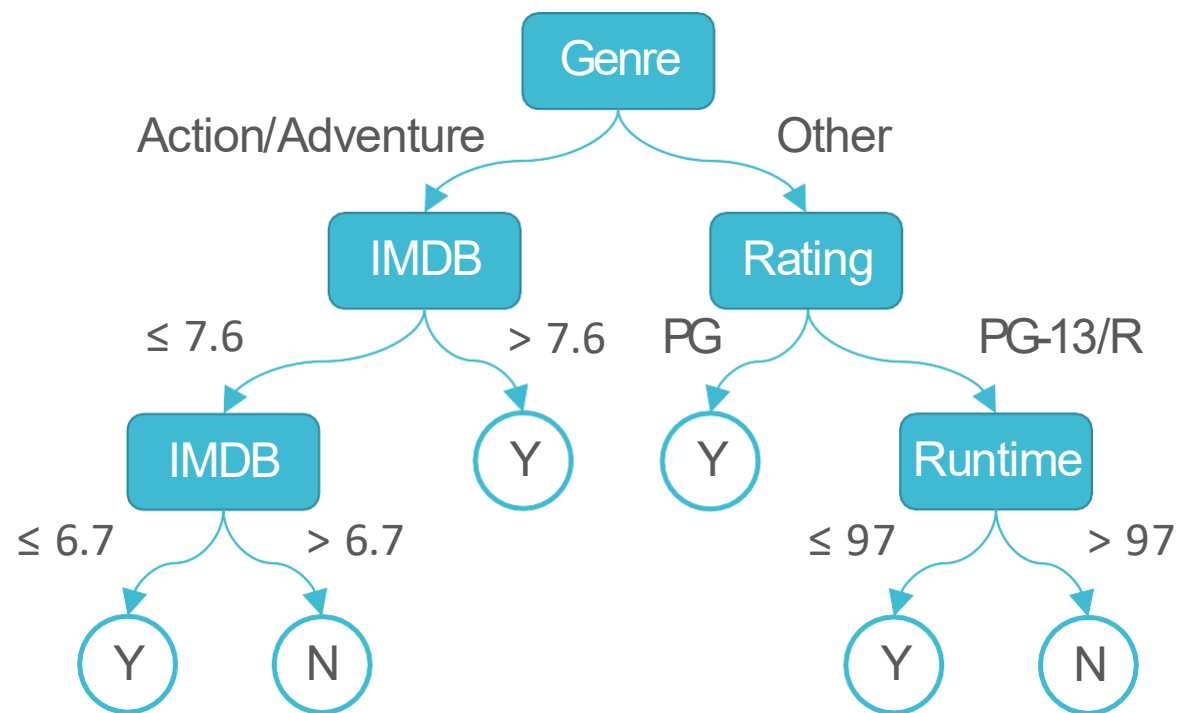 Genre
Action/Adventure
Other
IMDB
Rating
≤ 7.6
> 7.6
PG
PG-13/R
IMDB
Y
Y
Runtime
≤ 6.7
> 6.7
≤ 97
> 97
Y
N
Y
N